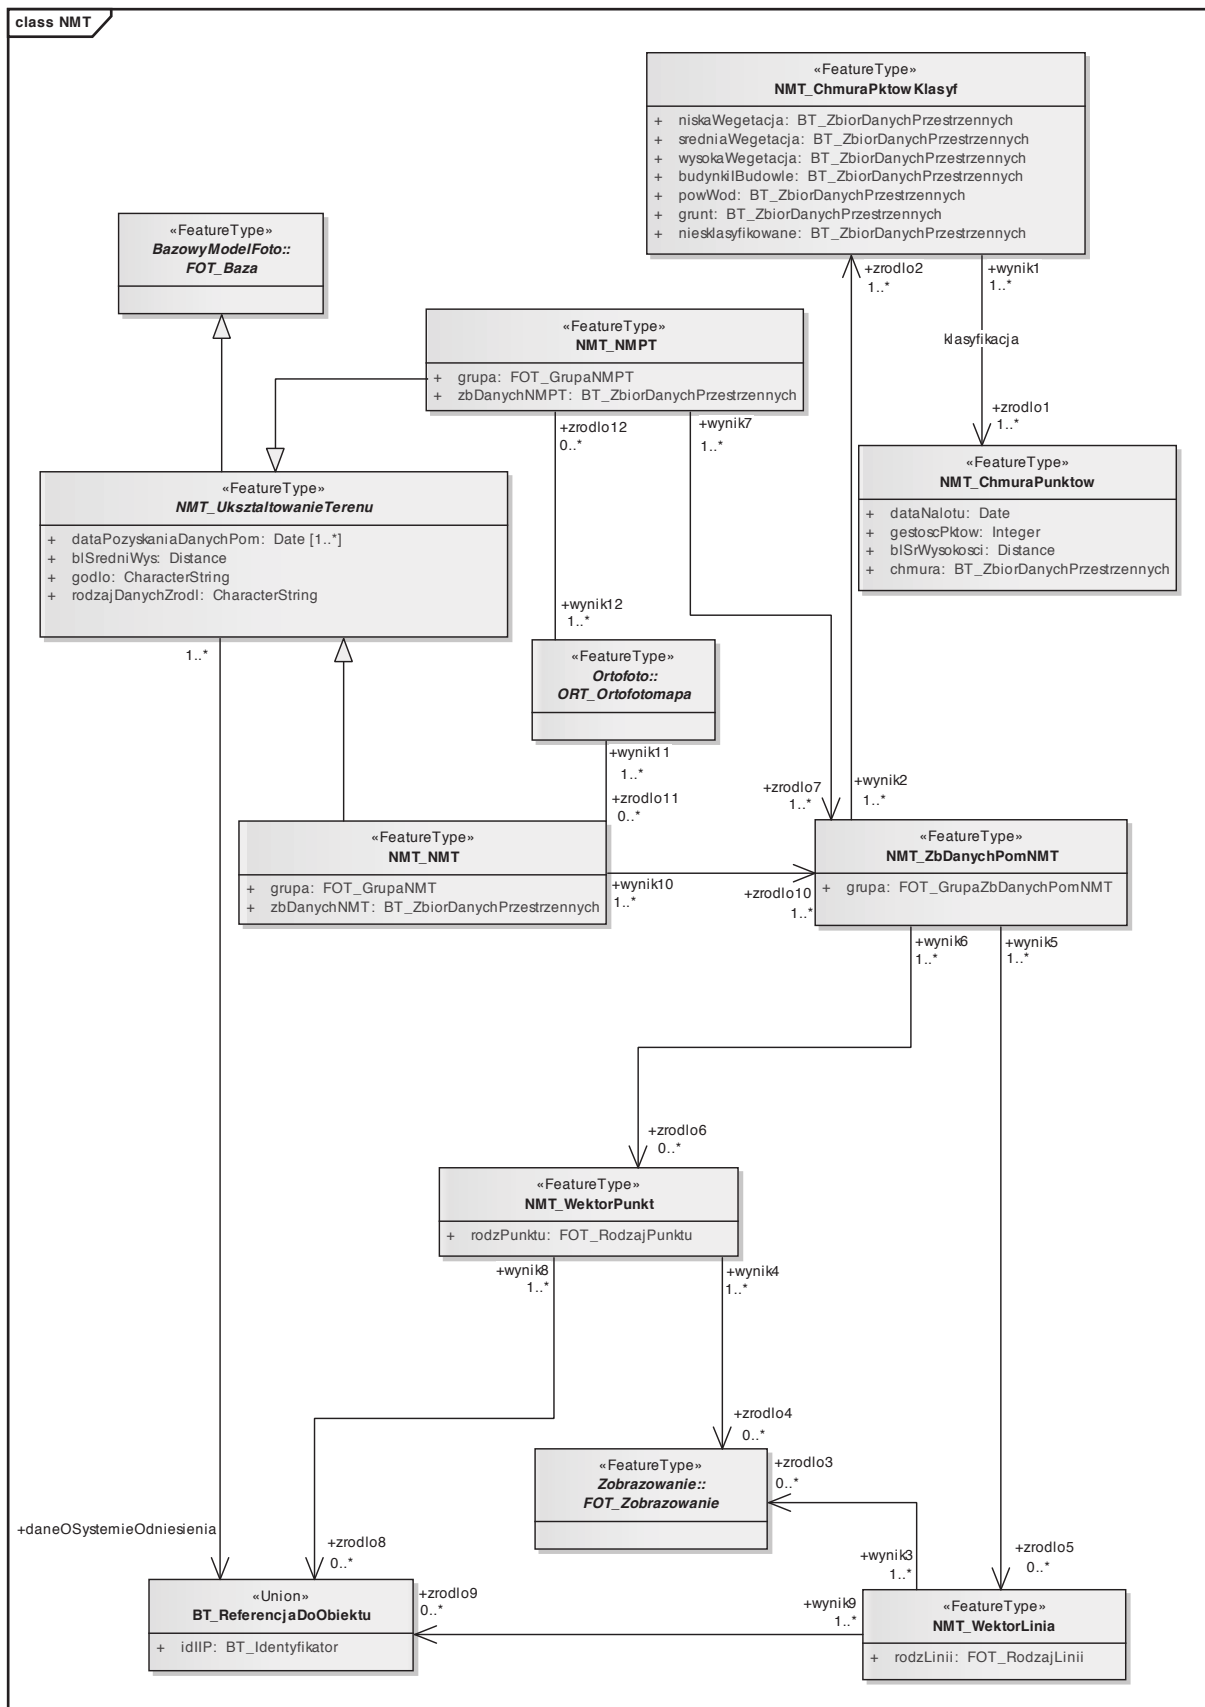 class NMT
«FeatureType»
NMT_ChmuraPktowKlasyf
+ niskaWegetacja: BT_ZbiorDanychPrzestrzennych
+ sredniaWegetacja: BT_ZbiorDanychPrzestrzennych
+ wysokaWegetacja: BT_ZbiorDanychPrzestrzennych
+ budynkiIBudowle: BT_ZbiorDanychPrzestrzennych
+ powWod: BT_ZbiorDanychPrzestrzennych
+ grunt: BT_ZbiorDanychPrzestrzennych
+ niesklasyfikowane: BT_ZbiorDanychPrzestrzennych
«FeatureType»
BazowyModelFoto::
FOT_Baza
+zrodlo2
1..*
+wynik1
1..*
klasyfikacja
+zrodlo1
1..*
«FeatureType»
NMT_NMPT
+ grupa: FOT_GrupaNMPT
+ zbDanychNMPT: BT_ZbiorDanychPrzestrzennych
+zrodlo12
0..*
+wynik7
1..*
«FeatureType»
NMT_ChmuraPunktow
+ dataNalotu: Date
+ gestoscPktow: Integer
+ blSrWysokosci: Distance
+ chmura: BT_ZbiorDanychPrzestrzennych
«FeatureType»
NMT_UksztaltowanieTerenu
+ dataPozyskaniaDanychPom: Date [1..*]
+ blSredniWys: Distance
+ godlo: CharacterString
+ rodzajDanychZrodl: CharacterString
1..*
+wynik12
1..*
«FeatureType»
Ortofoto::
ORT_Ortofotomapa
+wynik11
1..*
+zrodlo11
0..*
+zrodlo7
1..*
+wynik2
1..*
«FeatureType»
NMT_NMT
+ grupa: FOT_GrupaNMT
+ zbDanychNMT: BT_ZbiorDanychPrzestrzennych
+wynik10
1..*
+zrodlo10
1..*
«FeatureType»
NMT_ZbDanychPomNMT
+ grupa: FOT_GrupaZbDanychPomNMT
+wynik6
1..*
+wynik5
1..*
+zrodlo6
0..*
«FeatureType»
NMT_WektorPunkt
+ rodzPunktu: FOT_RodzajPunktu
+wynik8
1..*
+wynik4
1..*
+zrodlo4
0..*
«FeatureType»
Zobrazowanie::
FOT_Zobrazowanie
+zrodlo3
0..*
+daneOSystemieOdniesienia
+zrodlo8
0..*
+wynik3
1..*
+zrodlo5
0..*
«Union»
BT_ReferencjaDoObiektu
+ idIIP: BT_Identyfikator
+zrodlo9
0..*
+wynik9
1..*
«FeatureType»
NMT_WektorLinia
+ rodzLinii: FOT_RodzajLinii